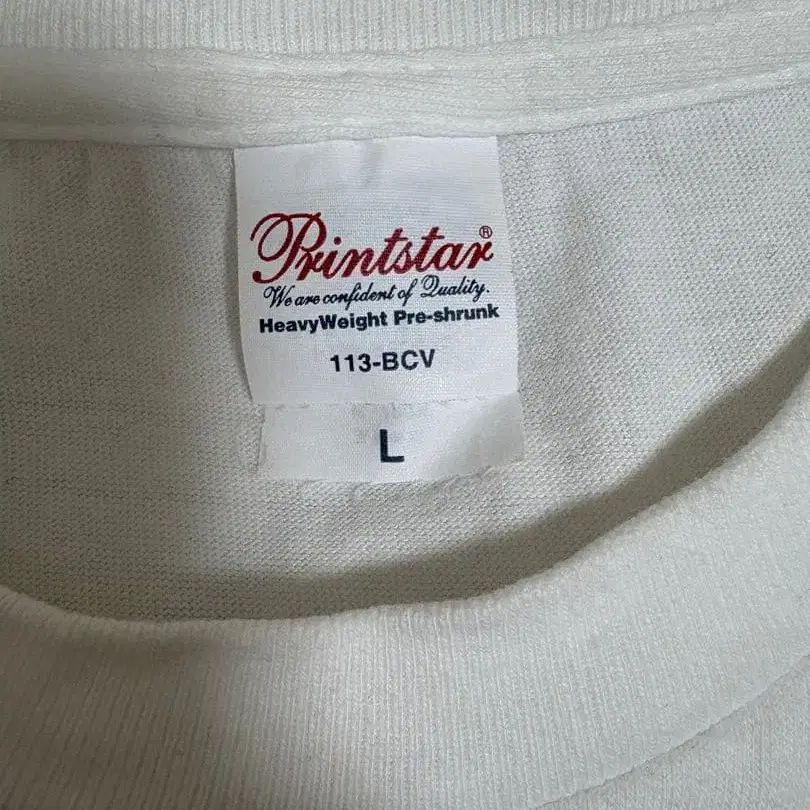 Printstar®
We are confident of Quality.
HeavyWeight Pre-shrunk
113-BCV
L